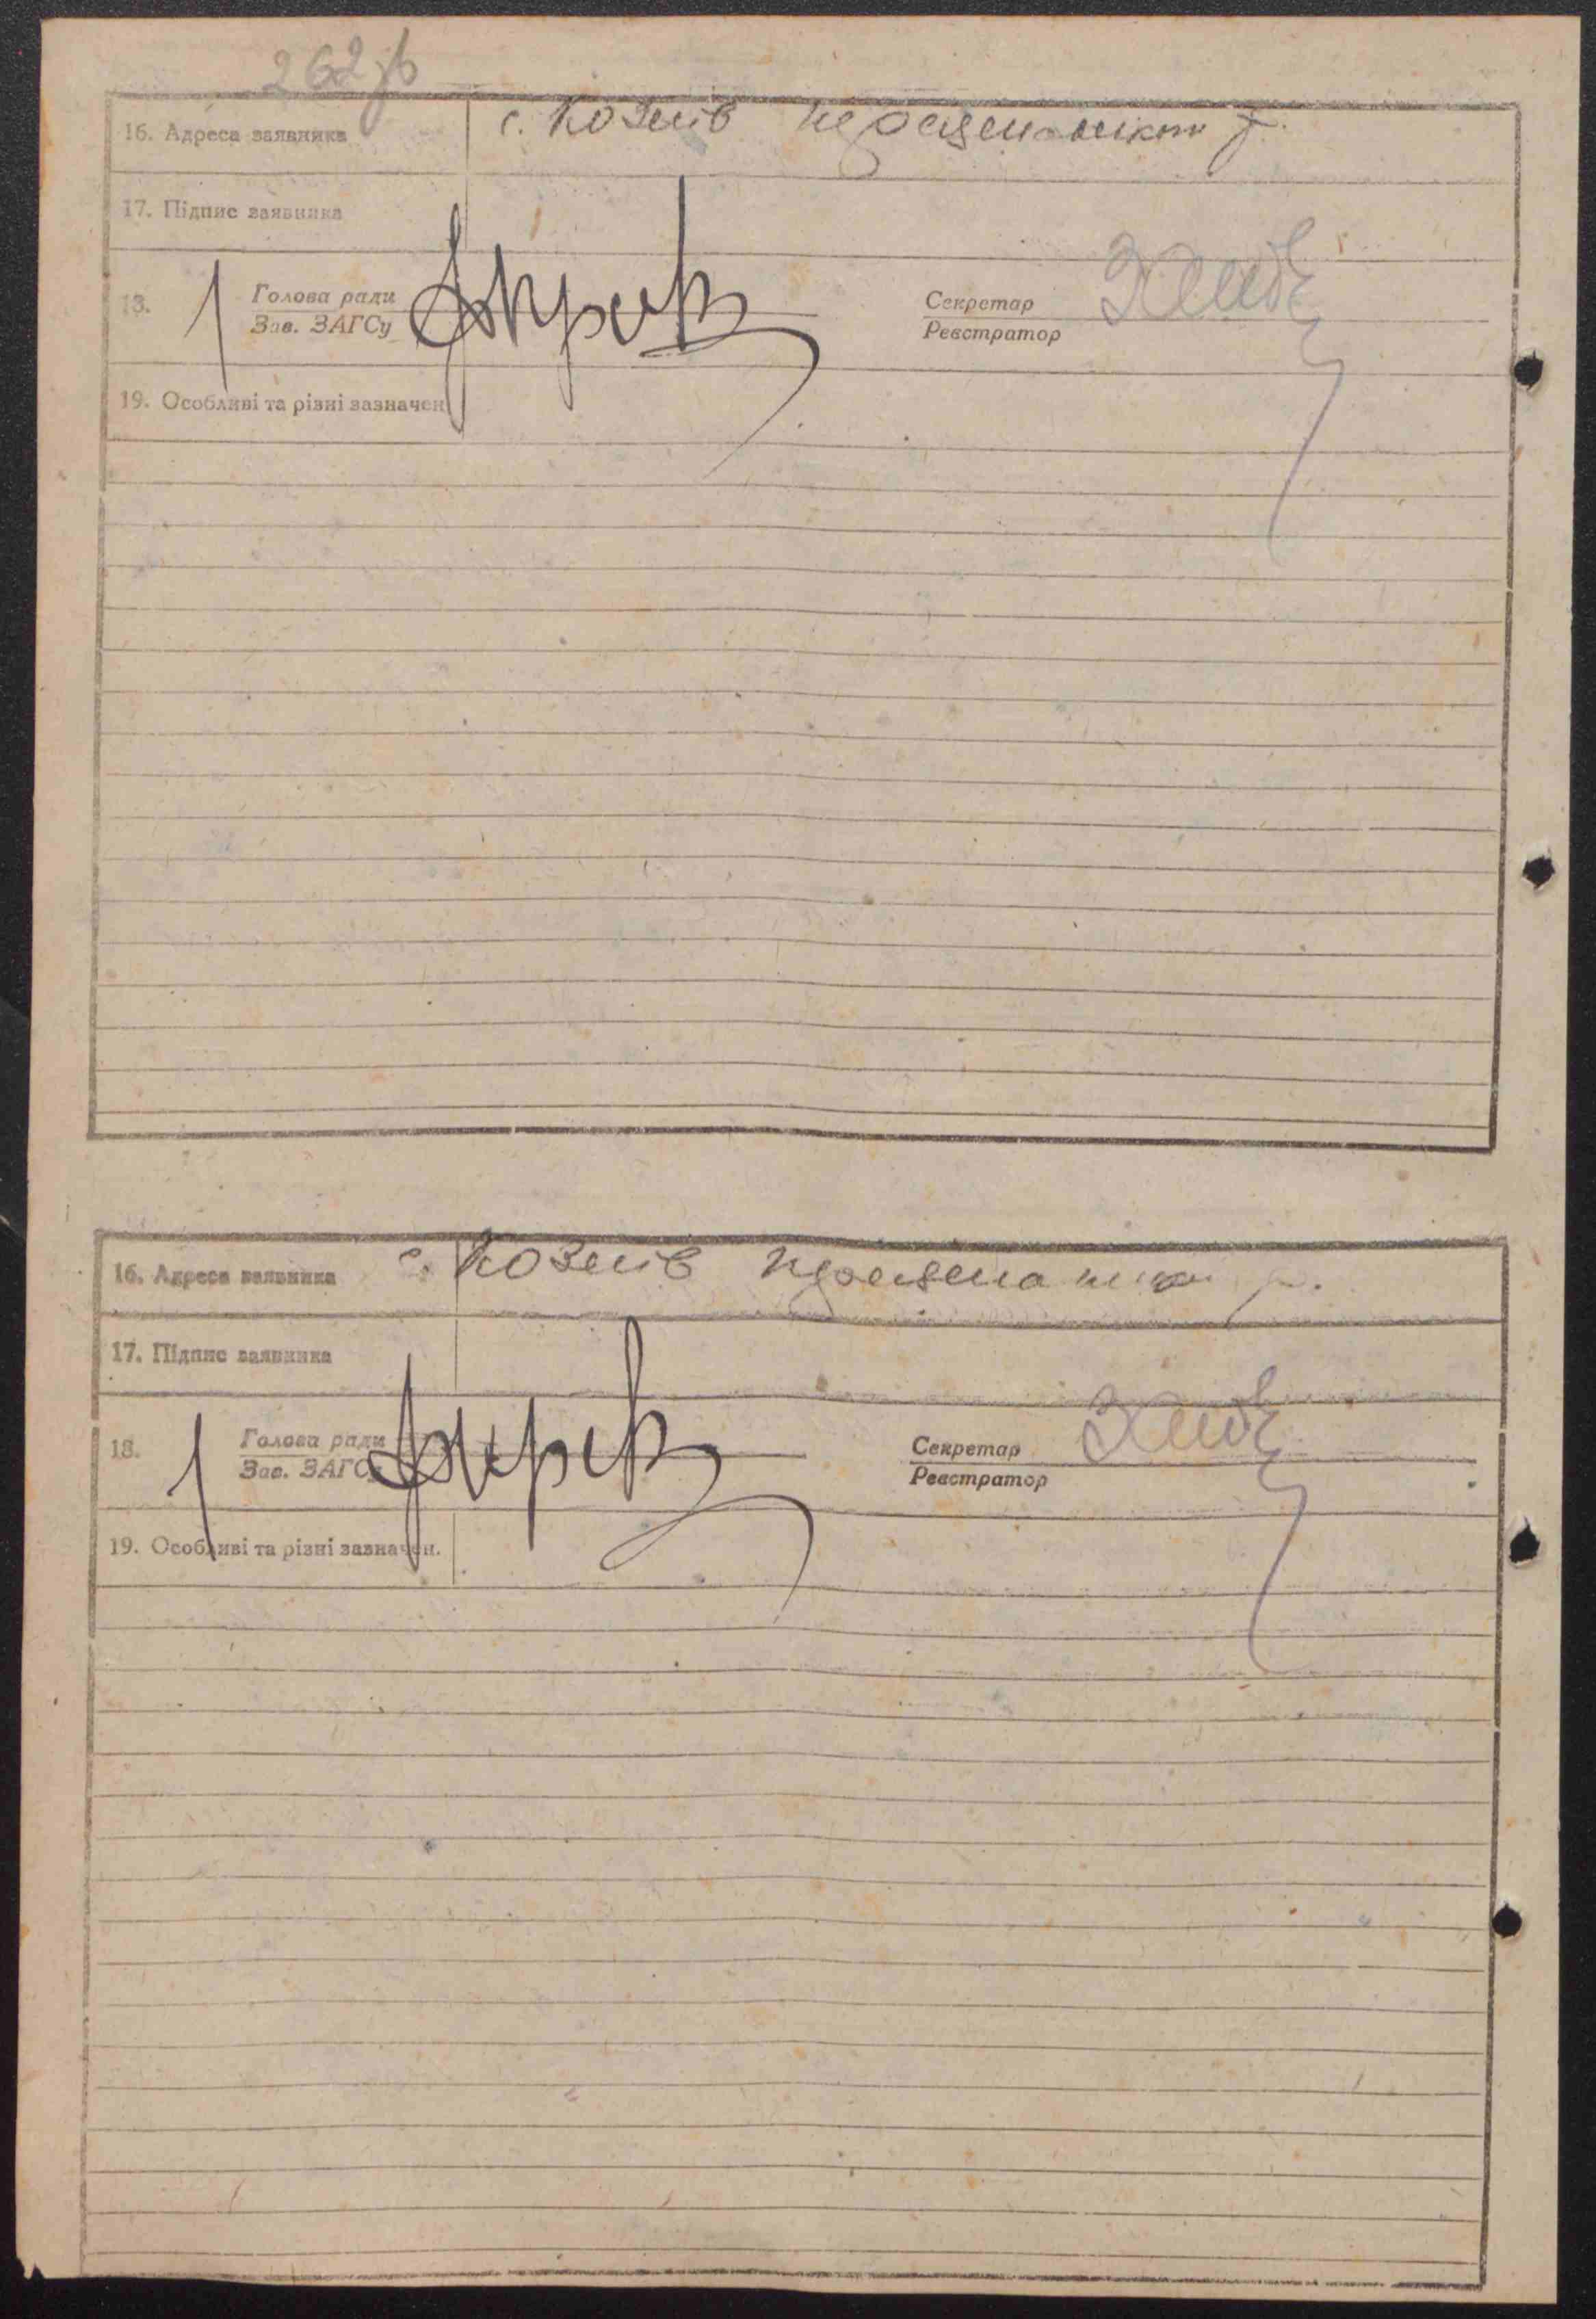 262
16. Адреса заявника с. Козлів
17. Підпис заявника
18. Голова ради Секретар
Зав. ЗАГСу Реєстратор
19. Особливі та різні зазначен.
16. Адреса заявника с. Козлів
17. Підпис заявника
18. Голова ради Секретар
Зав. ЗАГСу Реєстратор
19. Особливі та різні зазначен.